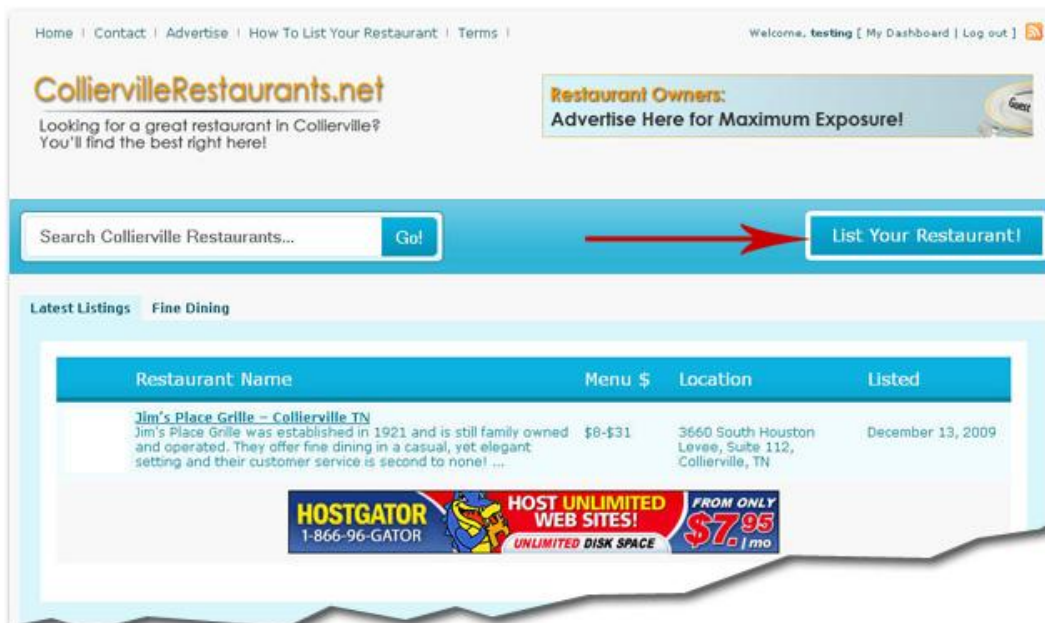 Home | Contact | Advertise | How To List Your Restaurant | Terms |
Welcome, testing [ My Dashboard | Log out ]
ColliervilleRestaurants.net
Looking for a great restaurant in Collierville?
You'll find the best right here!
Restaurant Owners:
Advertise Here for Maximum Exposure!
Guest
Search Collierville Restaurants...
Go!
List Your Restaurant!
Latest Listings
Fine Dining
Restaurant Name
Menu $
Location
Listed
Jim's Place Grille – Collierville TN
Jim's Place Grille was established in 1921 and is still family owned
and operated. They offer fine dining in a casual, yet elegant
setting and their customer service is second to none! ...
$8-$31
3660 South Houston
Levee, Suite 112,
Collierville, TN
December 13, 2009
HOSTGATOR
1-866-96-GATOR
HOST UNLIMITED
WEB SITES!
UNLIMITED DISK SPACE
FROM ONLY
$7.95
/mo